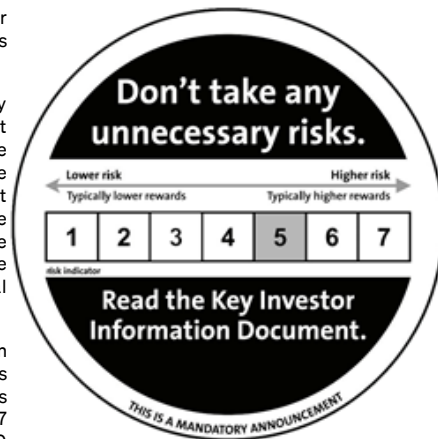 Don’t take any
unnecessary risks.
Lower risk Higher risk
Typically lower rewards Typically higher rewards
1 2 3 4 5 6 7
risk indicator
Read the Key Investor
Information Document.
THIS IS A MANDATORY ANNOUNCEMENT